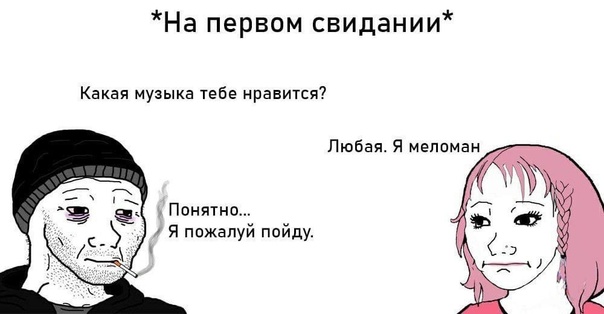 *На первом свидании*
Какая музыка тебе нравится?
Любая. Я меломан
Понятно...
Я пожалуй пойду.